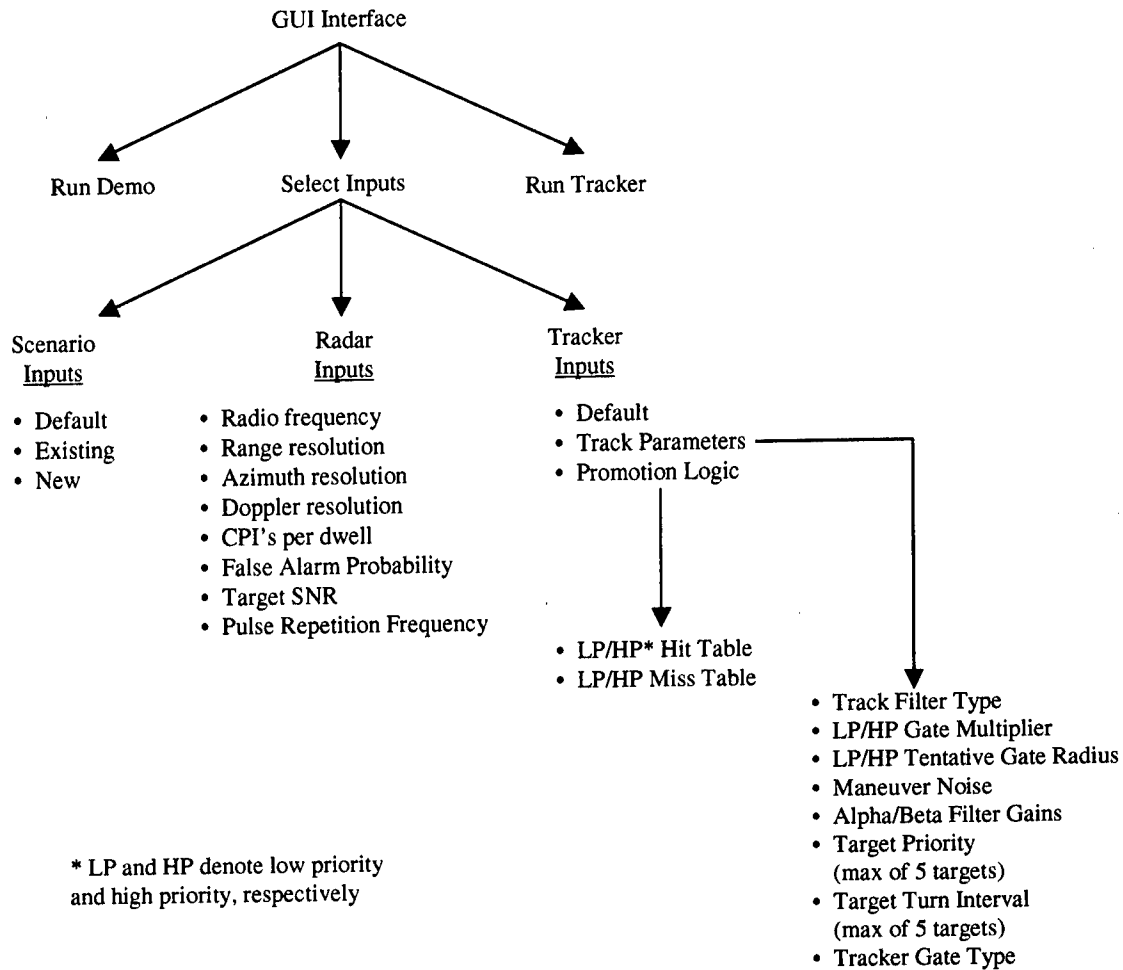 GUI Interface
Run Demo
Select Inputs
Run Tracker
Scenario
Inputs
• Default
• Existing
• New
Radar
Inputs
• Radio frequency
• Range resolution
• Azimuth resolution
• Doppler resolution
• CPI's per dwell
• False Alarm Probability
• Target SNR
• Pulse Repetition Frequency
Tracker
Inputs
• Default
• Track Parameters
• Promotion Logic
• LP/HP* Hit Table
• LP/HP Miss Table
• Track Filter Type
• LP/HP Gate Multiplier
• LP/HP Tentative Gate Radius
• Maneuver Noise
• Alpha/Beta Filter Gains
• Target Priority
(max of 5 targets)
• Target Turn Interval
(max of 5 targets)
• Tracker Gate Type
* LP and HP denote low priority
and high priority, respectively